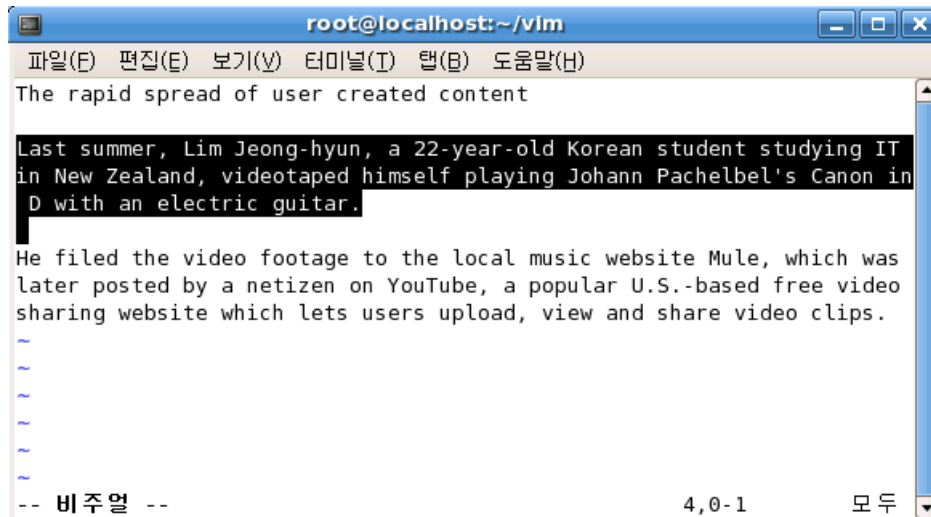 root@localhost:~/vim
파일(F) 편집(E) 보기(V) 터미널(T) 탭(B) 도움말(H)
The rapid spread of user created content
Last summer, Lim Jeong-hyun, a 22-year-old Korean student studying IT
in New Zealand, videotaped himself playing Johann Pachelbel's Canon in
D with an electric guitar.
He filed the video footage to the local music website Mule, which was
later posted by a netizen on YouTube, a popular U.S.-based free video
sharing website which lets users upload, view and share video clips.
~
~
~
~
~
~
-- 비주얼 -- 4,0-1 모두